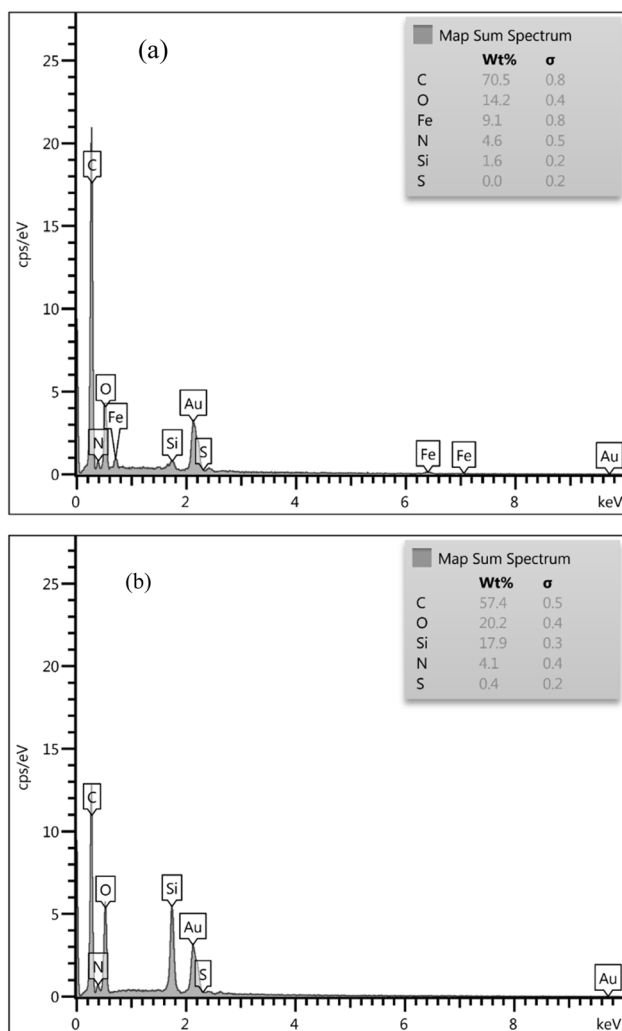 (a)
Map Sum Spectrum
Wt% σ
C 70.5 0.8
O 14.2 0.4
Fe 9.1 0.8
N 4.6 0.5
Si 1.6 0.2
S 0.0 0.2
25
20
15
10
5
0
cps/eV
C
O
Fe
N
Si
Au
S
Fe
Fe
Au
0 2 4 6 8 keV
(b)
Map Sum Spectrum
Wt% σ
C 57.4 0.5
O 20.2 0.4
Si 17.9 0.3
N 4.1 0.4
S 0.4 0.2
25
20
15
10
5
0
cps/eV
C
O
N
Si
Au
S
Au
0 2 4 6 8 keV